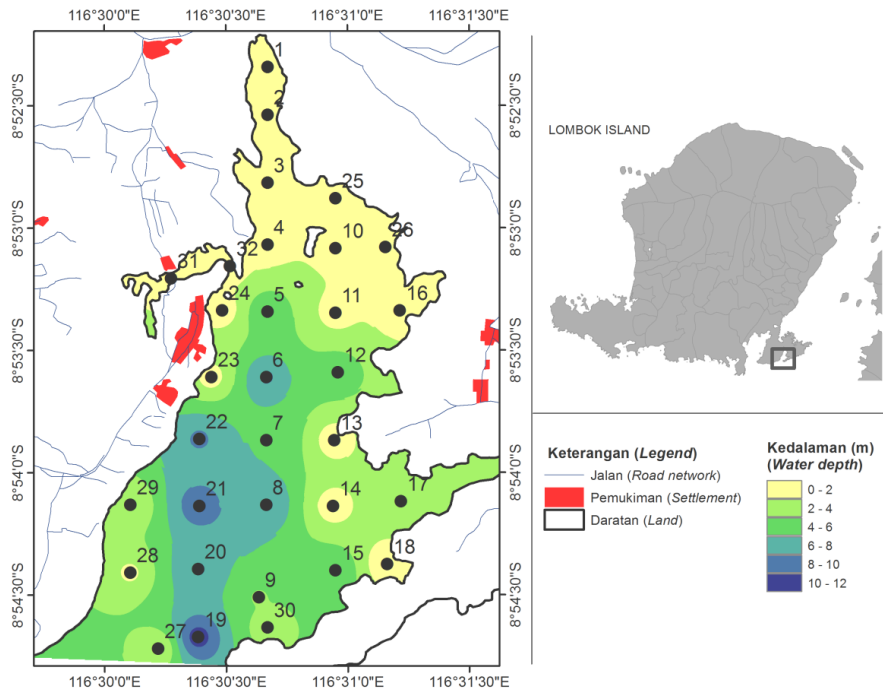 116°30'0"E 116°30'30"E 116°31'0"E 116°31'30"E
8°52'30"S
8°53'0"S
8°53'30"S
8°54'0"S
8°54'30"S
1
2
3
25
4
10
26
32
31
24
5
11
16
23
6
12
22
7
13
29
21
8
14
17
28
20
15
18
9
30
27
19
8°52'30"S
8°53'0"S
8°53'30"S
8°54'0"S
8°54'30"S
116°30'0"E 116°30'30"E 116°31'0"E 116°31'30"E
LOMBOK ISLAND
Keterangan (Legend)
Jalan (Road network)
Pemukiman (Settlement)
Daratan (Land)
Kedalaman (m)
(Water depth)
0 - 2
2 - 4
4 - 6
6 - 8
8 - 10
10 - 12